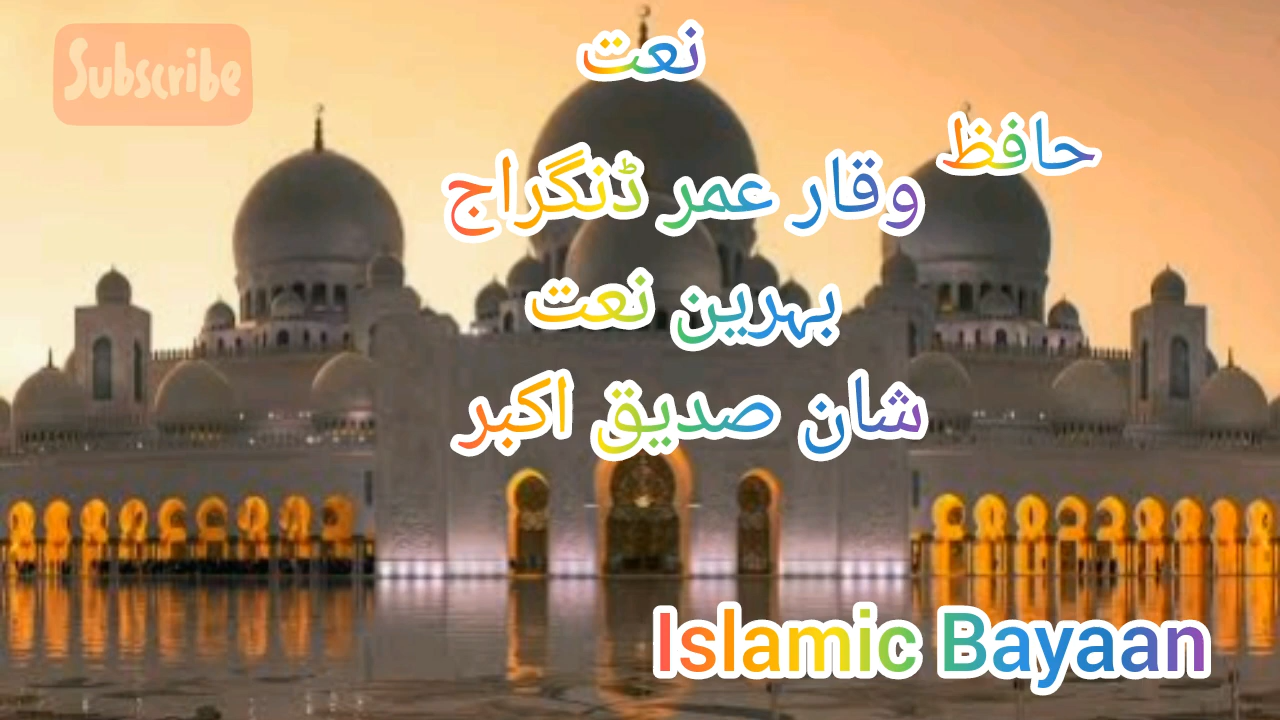 Subscribe
نعت
حافظ
وقار عمر ڈنگراج
بہرین نعت
شان صدیق اکبر
Islamic Bayaan